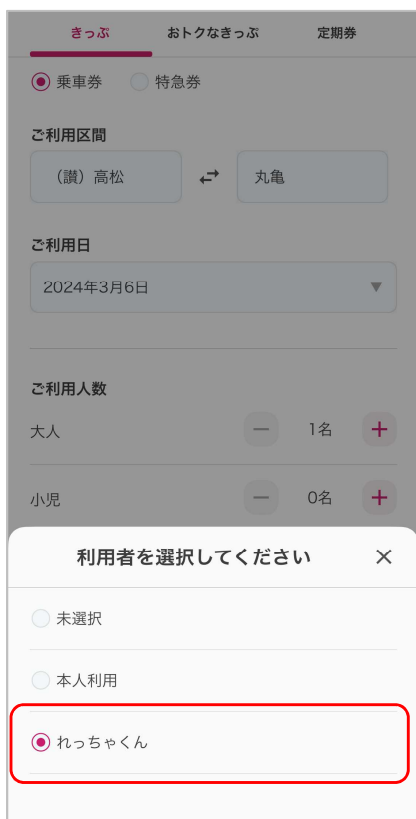 きっぷ おトクなきっぷ 定期券
乗車券 特急券
ご利用区間
（讃）高松 丸亀
ご利用日
2024年3月6日
ご利用人数
大人 1名
小児 0名
利用者を選択してください
未選択
本人利用
れっちゃくん